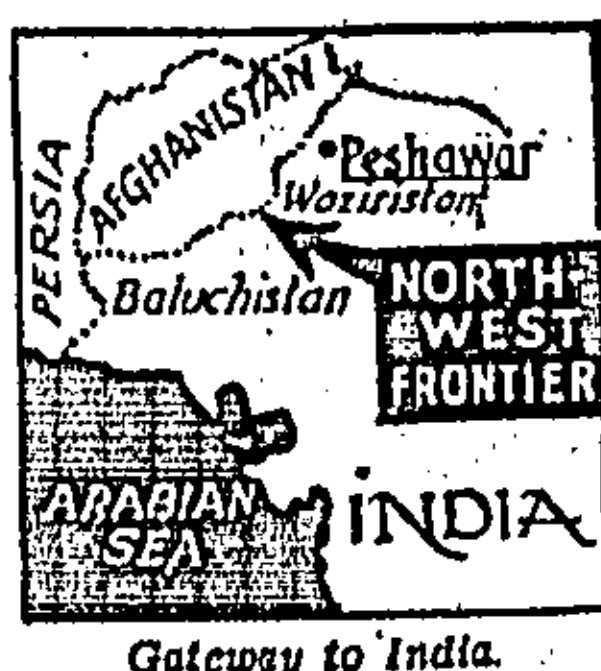 AFGHANISTAN
PERSIA
Peshawar
Waziristan
Baluchistan
NORTH-
WEST
FRONTIER
ARABIAN
SEA
INDIA
Gateway to India.